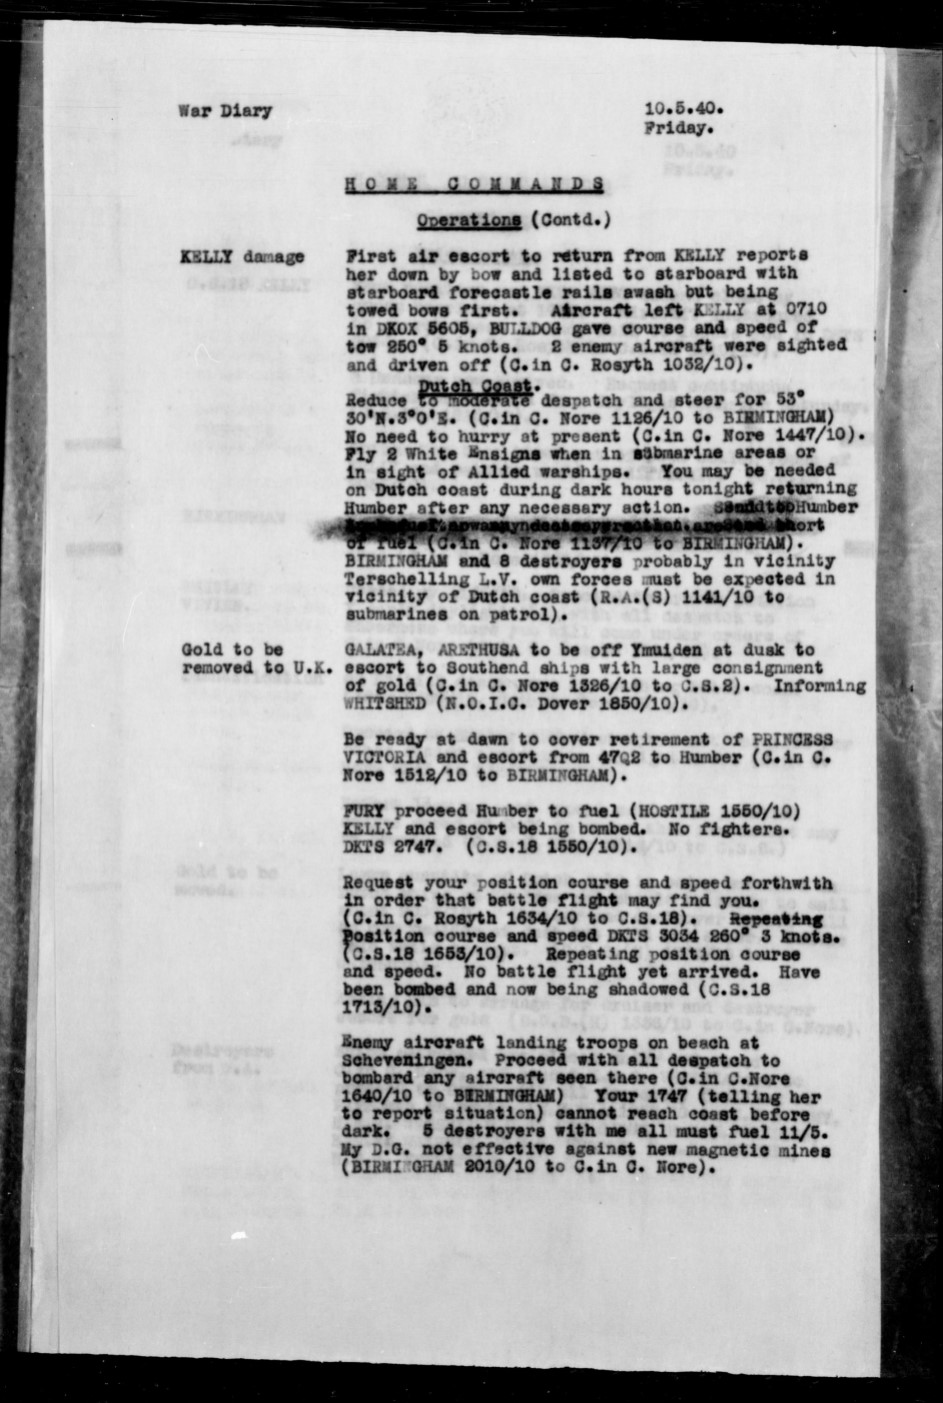 War Diary
10.5.40.
Friday.
HOME COMMANDS
Operations (Contd.)
KELLY damage
First air escort to return from KELLY reports
her down by bow and listed to starboard with
starboard forecastle rails awash but being
towed bows first. Aircraft left KELLY at 0710
in DKOX 5605, BULLDOG gave course and speed of
tow 250° 5 knots. 2 enemy aircraft were sighted
and driven off (C.in C. Rosyth 1032/10).
Dutch Coast.
Reduce to moderate despatch and steer for 53°
30'N.3°0'E. (C.in C. Nore 1126/10 to BIRMINGHAM)
No need to hurry at present (C.in C. Nore 1447/10).
Fly 2 White Ensigns when in submarine areas or
in sight of Allied warships. You may be needed
on Dutch coast during dark hours tonight returning
Humber after any necessary action. Humber
short
of fuel (C.in C. Nore 1137/10 to BIRMINGHAM).
BIRMINGHAM and 8 destroyers probably in vicinity
Terschelling L.V. own forces must be expected in
vicinity of Dutch coast (R.A.(S) 1141/10 to
submarines on patrol).
Gold to be
removed to U.K.
GALATEA, ARETHUSA to be off Ymuiden at dusk to
escort to Southend ships with large consignment
of gold (C.in C. Nore 1326/10 to C.S.2). Informing
WHITSHED (N.O.I.C. Dover 1850/10).
Be ready at dawn to cover retirement of PRINCESS
VICTORIA and escort from 47Q2 to Humber (C.in C.
Nore 1512/10 to BIRMINGHAM).
FURY proceed Humber to fuel (HOSTILE 1550/10)
KELLY and escort being bombed. No fighters.
DKTS 2747. (C.S.18 1550/10).
Request your position course and speed forthwith
in order that battle flight may find you.
(C.in C. Rosyth 1634/10 to C.S.18). Repeating
Position course and speed DKTS 3034 260° 3 knots.
(C.S.18 1653/10). Repeating position course
and speed. No battle flight yet arrived. Have
been bombed and now being shadowed (C.S.18
1713/10).
Enemy aircraft landing troops on beach at
Scheveningen. Proceed with all despatch to
bombard any aircraft seen there (C.in C.Nore
1640/10 to BIRMINGHAM) Your 1747 (telling her
to report situation) cannot reach coast before
dark. 5 destroyers with me all must fuel 11/5.
My D.G. not effective against new magnetic mines
(BIRMINGHAM 2010/10 to C.in C. Nore).